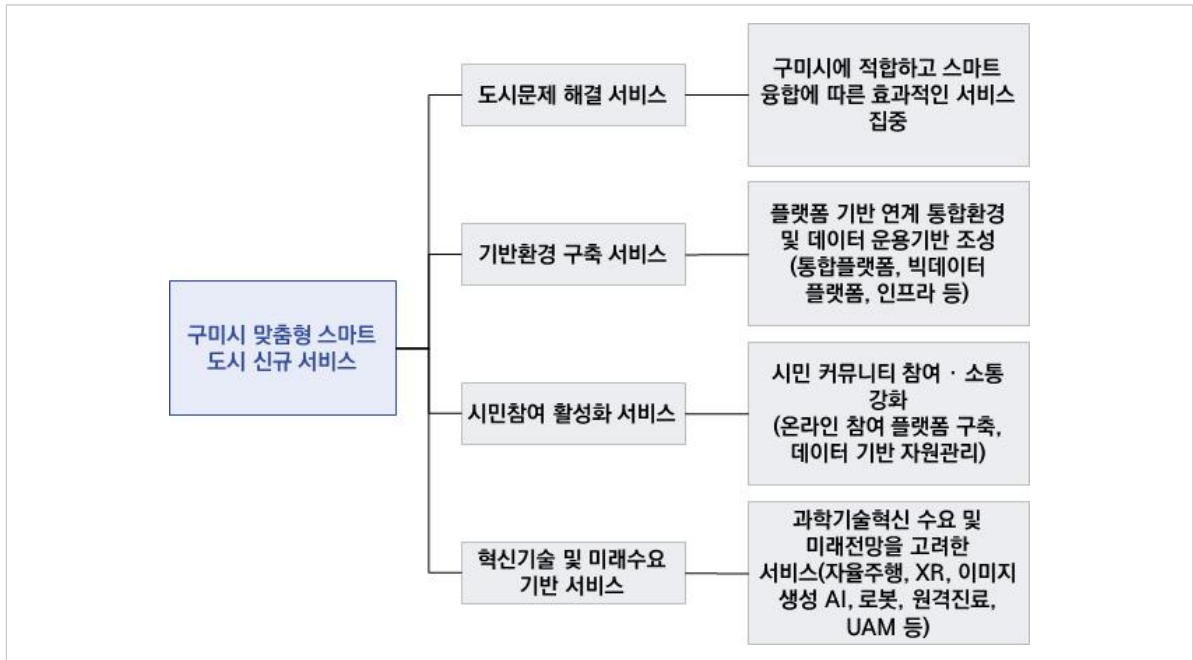 구미시 맞춤형 스마트
도시 신규 서비스
도시문제 해결 서비스
구미시에 적합하고 스마트
융합에 따른 효과적인 서비스
집중
기반환경 구축 서비스
플랫폼 기반 연계 통합환경
및 데이터 운용기반 조성
(통합플랫폼, 빅데이터
플랫폼, 인프라 등)
시민참여 활성화 서비스
시민 커뮤니티 참여 · 소통
강화
(온라인 참여 플랫폼 구축,
데이터 기반 자원관리)
혁신기술 및 미래수요
기반 서비스
과학기술혁신 수요 및
미래전망을 고려한
서비스(자율주행, XR, 이미지
생성 AI, 로봇, 원격진료,
UAM 등)